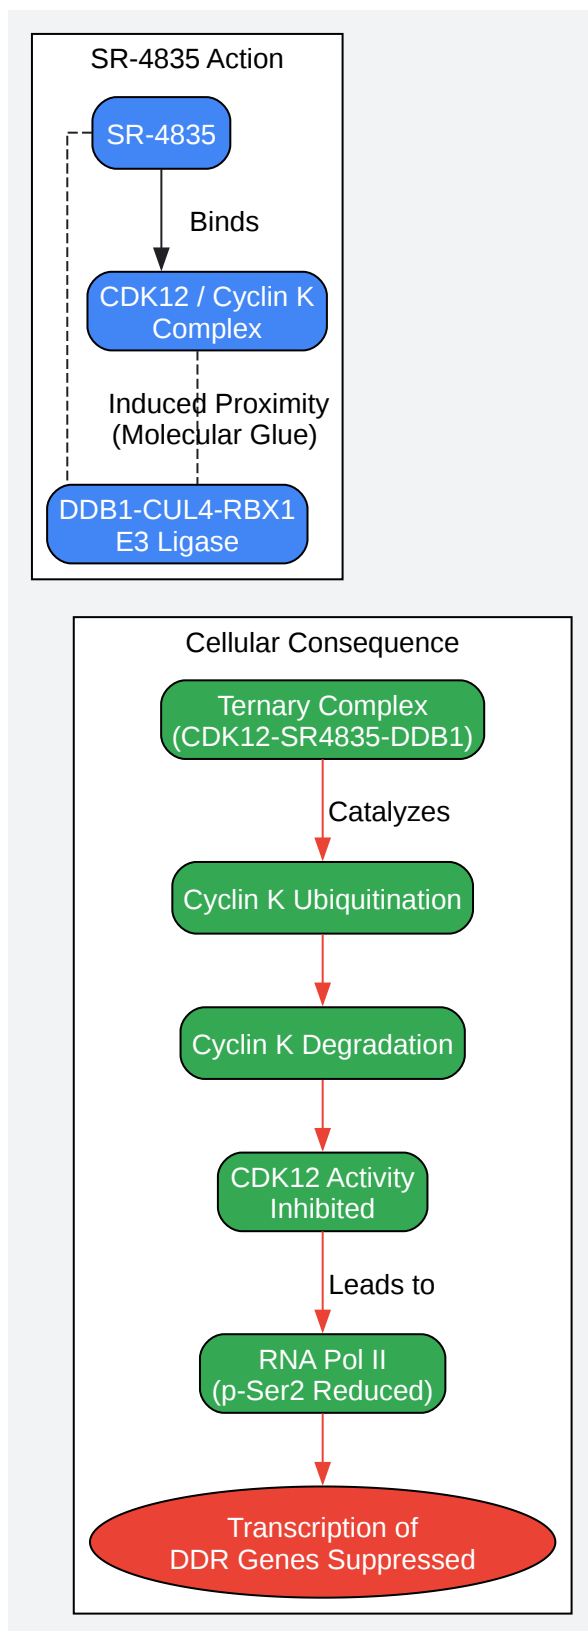 SR-4835 Action
SR-4835
Binds
CDK12 / Cyclin K
Complex
Induced Proximity
(Molecular Glue)
DDB1-CUL4-RBX1
E3 Ligase
Cellular Consequence
Ternary Complex
(CDK12-SR4835-DDB1)
Catalyzes
Cyclin K Ubiquitination
Cyclin K Degradation
CDK12 Activity
Inhibited
Leads to
RNA Pol II
(p-Ser2 Reduced)
Transcription of
DDR Genes Suppressed